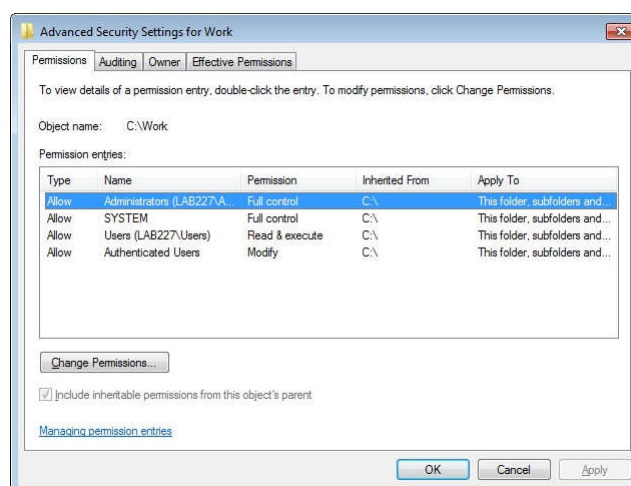 Advanced Security Settings for Work
Permissions Auditing Owner Effective Permissions
To view details of a permission entry, double-click the entry. To modify permissions, click Change Permissions.
Object name: C:\Work
Permission entries:
Type Name Permission Inherited From Apply To
Allow Administrators (LAB227\A... Full control C:\ This folder, subfolders and...
Allow SYSTEM Full control C:\ This folder, subfolders and...
Allow Users (LAB227\Users) Read & execute C:\ This folder, subfolders and...
Allow Authenticated Users Modify C:\ This folder, subfolders and...
Change Permissions...
Include inheritable permissions from this object's parent
Managing permission entries
OK Cancel Apply